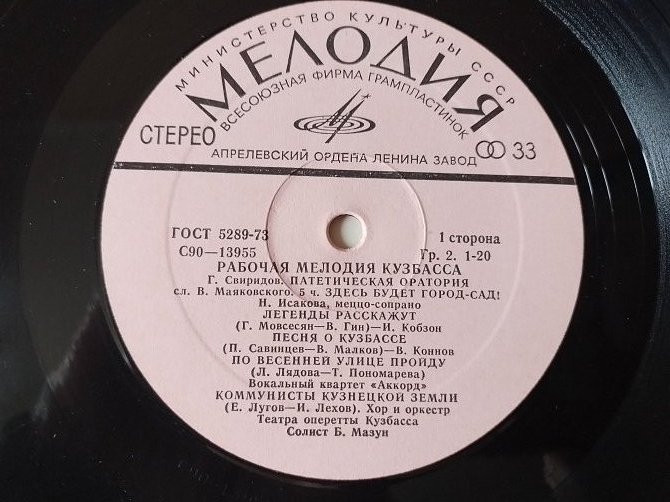 МИНИСТЕРСТВО КУЛЬТУРЫ СССР
МЕЛОДИЯ
ВСЕСОЮЗНАЯ ФИРМА ГРАМПЛАСТИНОК
СТЕРЕО
33
АПРЕЛЕВСКИЙ ОРДЕНА ЛЕНИНА ЗАВОД
ГОСТ 5289-73
1 сторона
С90—13955
Гр. 2. 1-20
РАБОЧАЯ МЕЛОДИЯ КУЗБАССА
Г. Свиридов. ПАТЕТИЧЕСКАЯ ОРАТОРИЯ
сл. В. Маяковского. 5 ч. ЗДЕСЬ БУДЕТ ГОРОД-САД!
Н. Исакова, меццо-сопрано
ЛЕГЕНДЫ РАССКАЖУТ
(Г. Мовсесян—В. Гин)—И. Кобзон
ПЕСНЯ О КУЗБАССЕ
(П. Савинцев—В. Малков)—В. Коннов
ПО ВЕСЕННЕЙ УЛИЦЕ ПРОЙДУ
(Л. Лядова—Т. Пономарева)
Вокальный квартет «Аккорд»
КОММУНИСТЫ КУЗНЕЦКОЙ ЗЕМЛИ
(Е. Лугов—И. Лехов). Хор и оркестр
Театра оперетты Кузбасса
Солист Б. Мазун